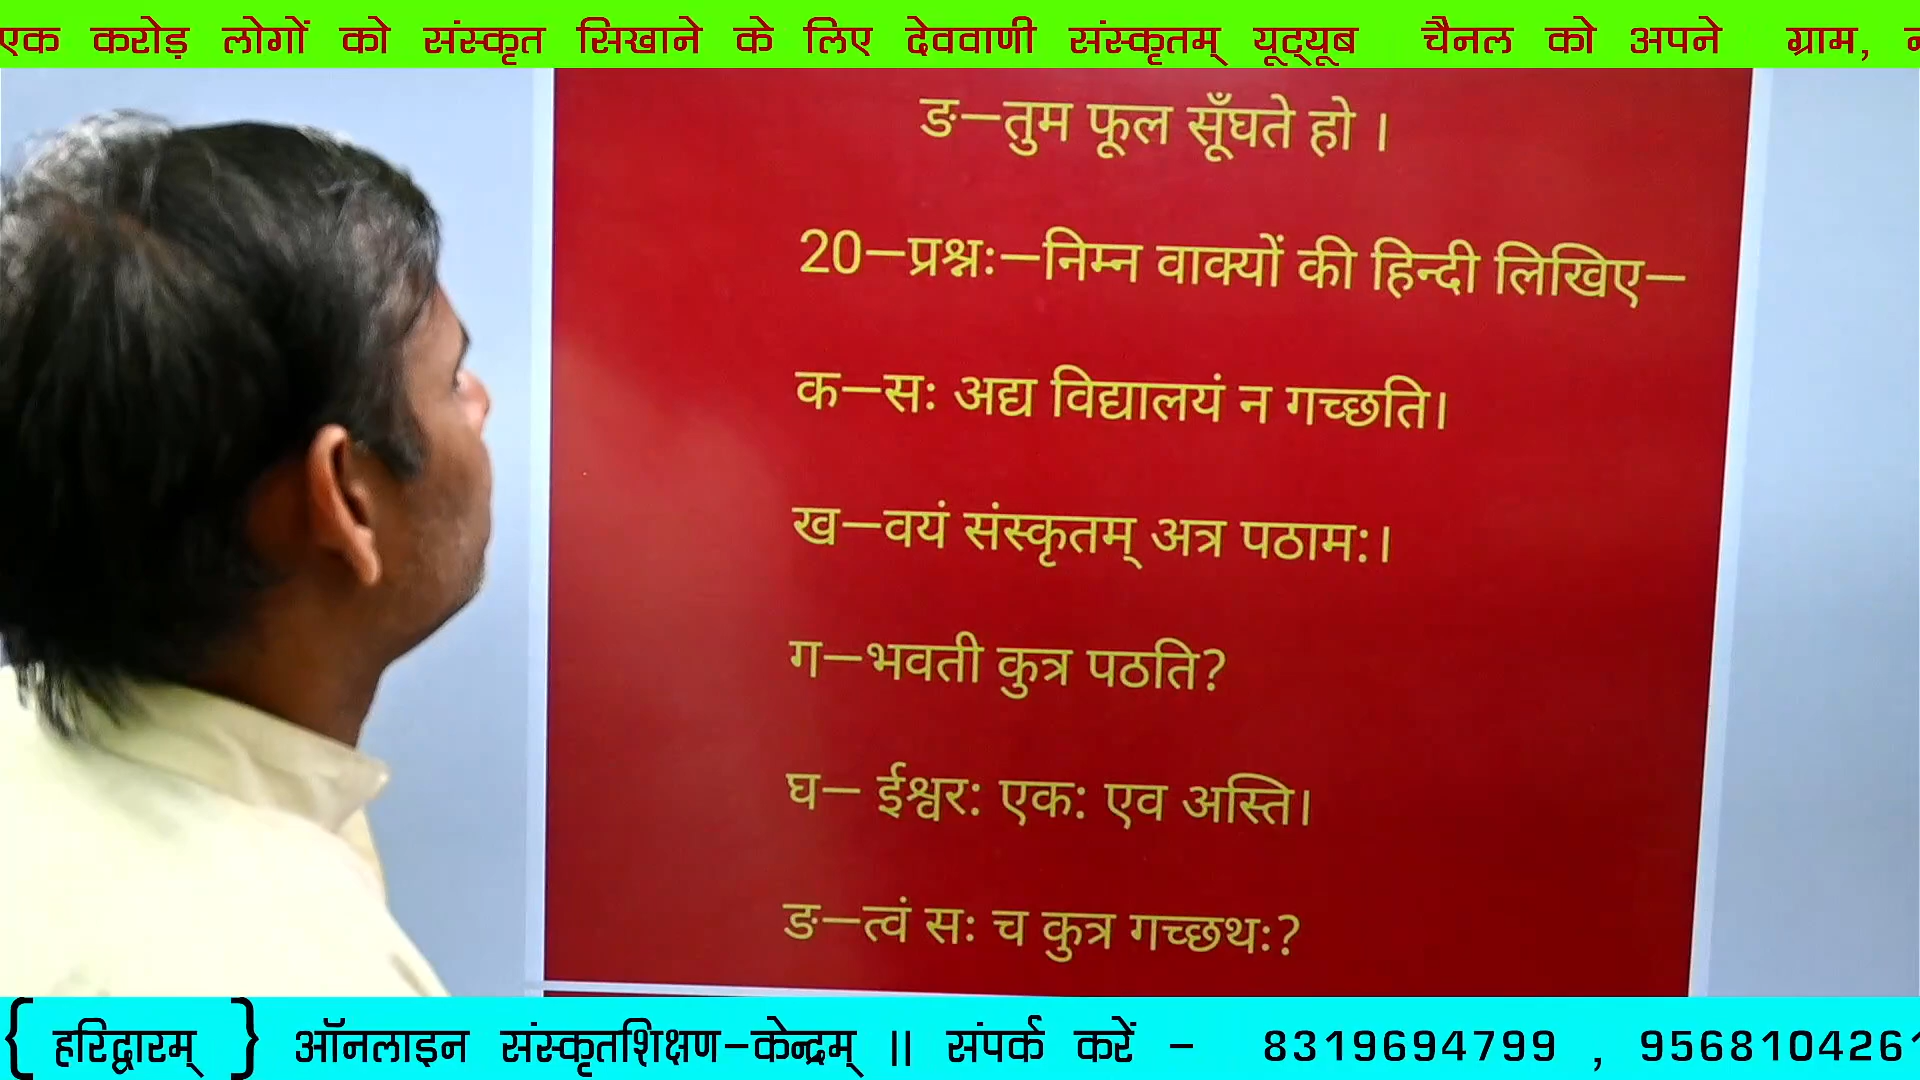 एक करोड़ लोगों को संस्कृत सिखाने के लिए देववाणी संस्कृतम् यूट्यूब चैनल को अपने ग्राम,
ङ—तुम फूल सूँघते हो ।
20—प्रश्नः—निम्न वाक्यों की हिन्दी लिखिए—
क—सः अद्य विद्यालयं न गच्छति।
ख—वयं संस्कृतम् अत्र पठाम:।
ग—भवती कुत्र पठति?
घ— ईश्वर: एक: एव अस्ति।
ङ—त्वं सः च कुत्र गच्छथः?
{ हरिद्वारम् } ऑनलाइन संस्कृतशिक्षण-केन्द्रम् ॥ संपर्क करें - 8319694799 , 9568104261